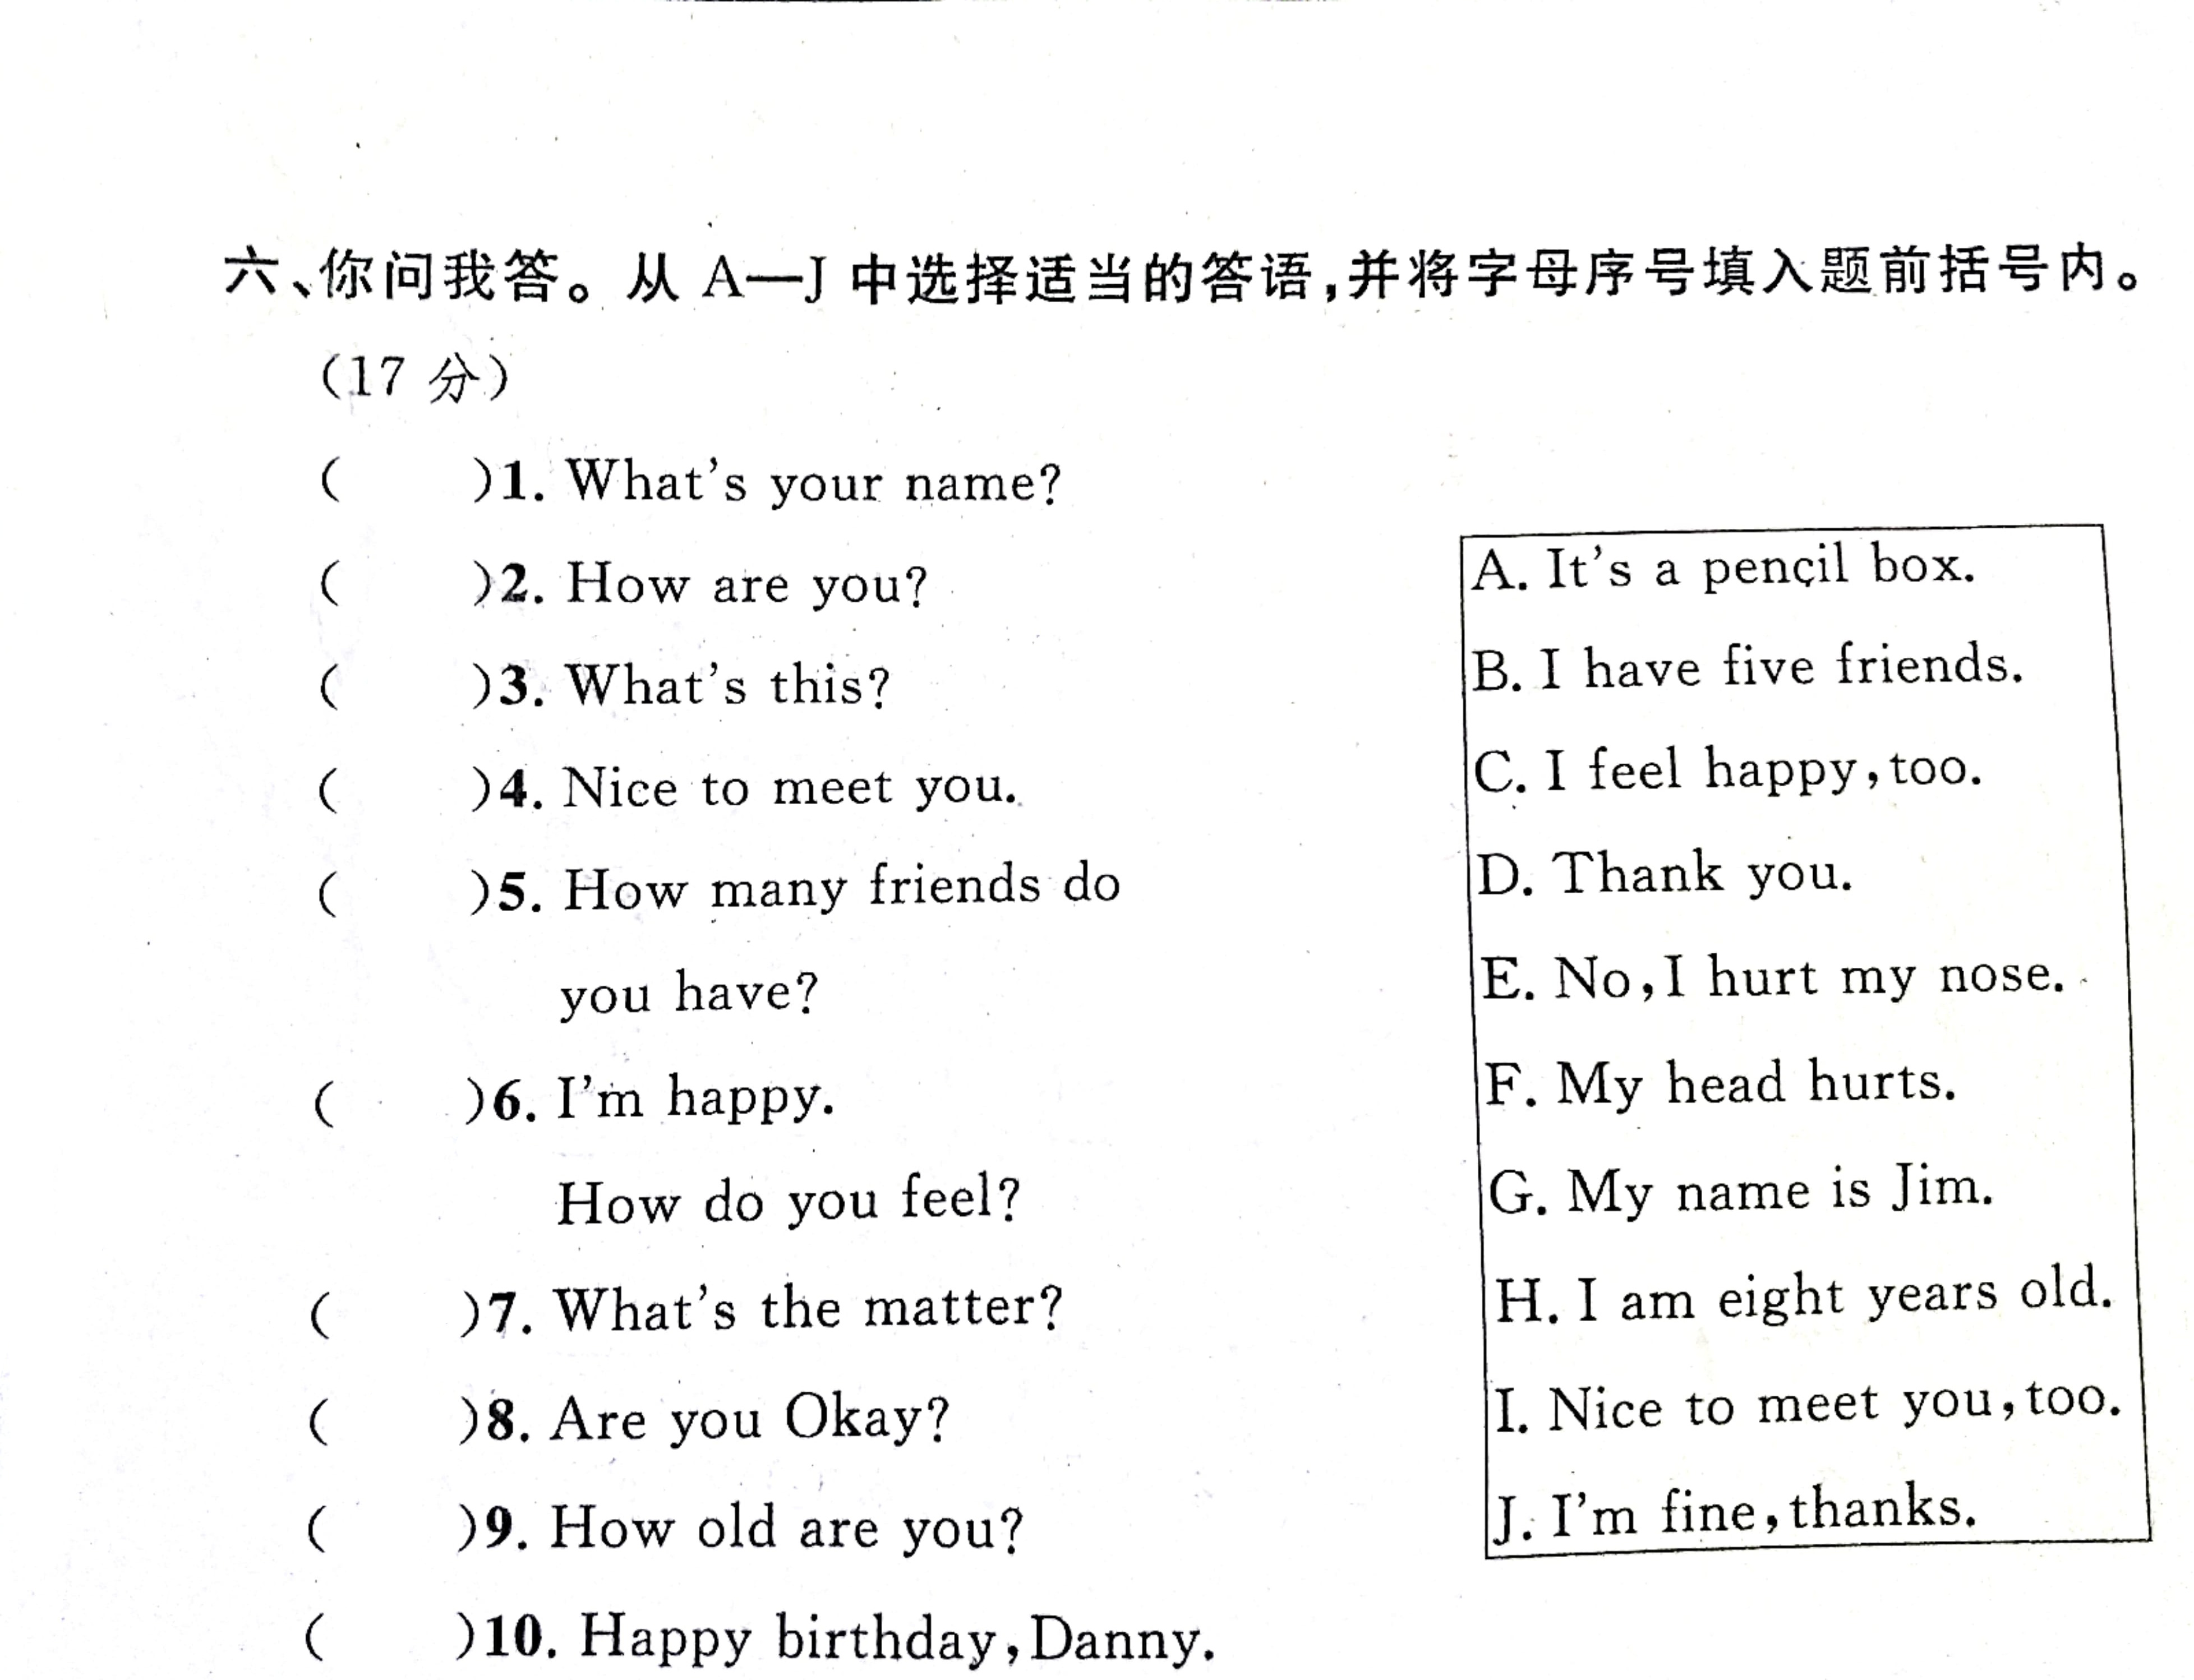 六、你问我答。从 A—J 中选择适当的答语,并将字母序号填入题前括号内。
(17 分)
(    )1. What's your name?
(    )2. How are you?
(    )3. What's this?
(    )4. Nice to meet you.
(    )5. How many friends do
you have?
(    )6. I'm happy.
How do you feel?
(    )7. What's the matter?
(    )8. Are you Okay?
(    )9. How old are you?
(    )10. Happy birthday,Danny.
A. It's a pencil box.
B. I have five friends.
C. I feel happy,too.
D. Thank you.
E. No,I hurt my nose.
F. My head hurts.
G. My name is Jim.
H. I am eight years old.
I. Nice to meet you,too.
J. I'm fine,thanks.